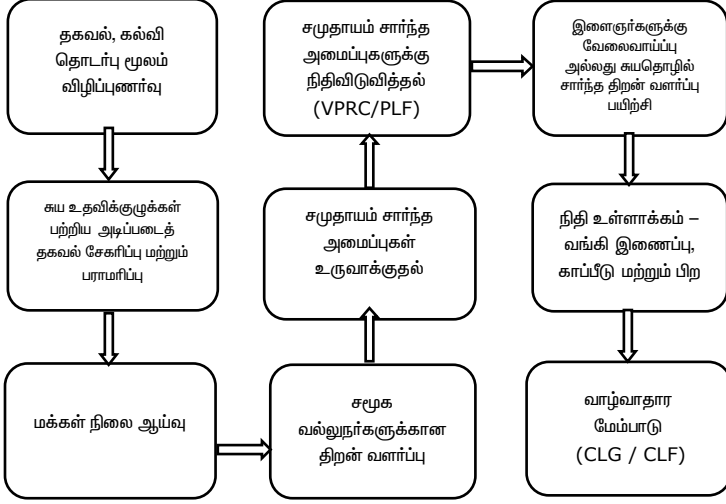 தகவல், கல்வி
தொடர்பு மூலம்
விழிப்புணர்வு
சுய உதவிக்குழுக்கள்
பற்றிய அடிப்படைத்
தகவல் சேகரிப்பு மற்றும்
பராமரிப்பு
மக்கள் நிலை ஆய்வு
சமூக
வல்லுநர்களுக்கான
திறன் வளர்ப்பு
சமுதாயம் சார்ந்த
அமைப்புகள்
உருவாக்குதல்
சமுதாயம் சார்ந்த
அமைப்புகளுக்கு
நிதிவிடுவித்தல்
(VPRC/PLF)
இளைஞர்களுக்கு
வேலைவாய்ப்பு
அல்லது சுயதொழில்
சார்ந்த திறன் வளர்ப்பு
பயிற்சி
நிதி உள்ளாக்கம் –
வங்கி இணைப்பு,
காப்பீடு மற்றும் பிற
வாழ்வாதார
மேம்பாடு
(CLG / CLF)